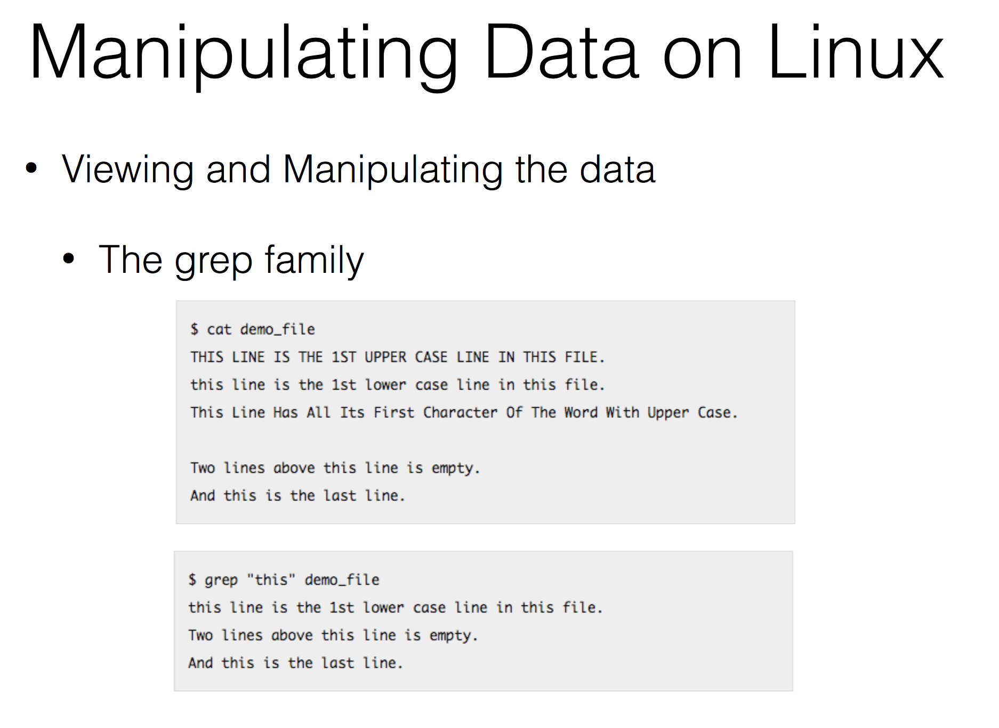 Manipulating Data on Linux
• Viewing and Manipulating the data
• The grep family
$ cat demo_file
THIS LINE IS THE 1ST UPPER CASE LINE IN THIS FILE.
this line is the 1st lower case line in this file.
This Line Has All Its First Character Of The Word With Upper Case.
Two lines above this line is empty.
And this is the last line.
$ grep "this" demo_file
this line is the 1st lower case line in this file.
Two lines above this line is empty.
And this is the last line.